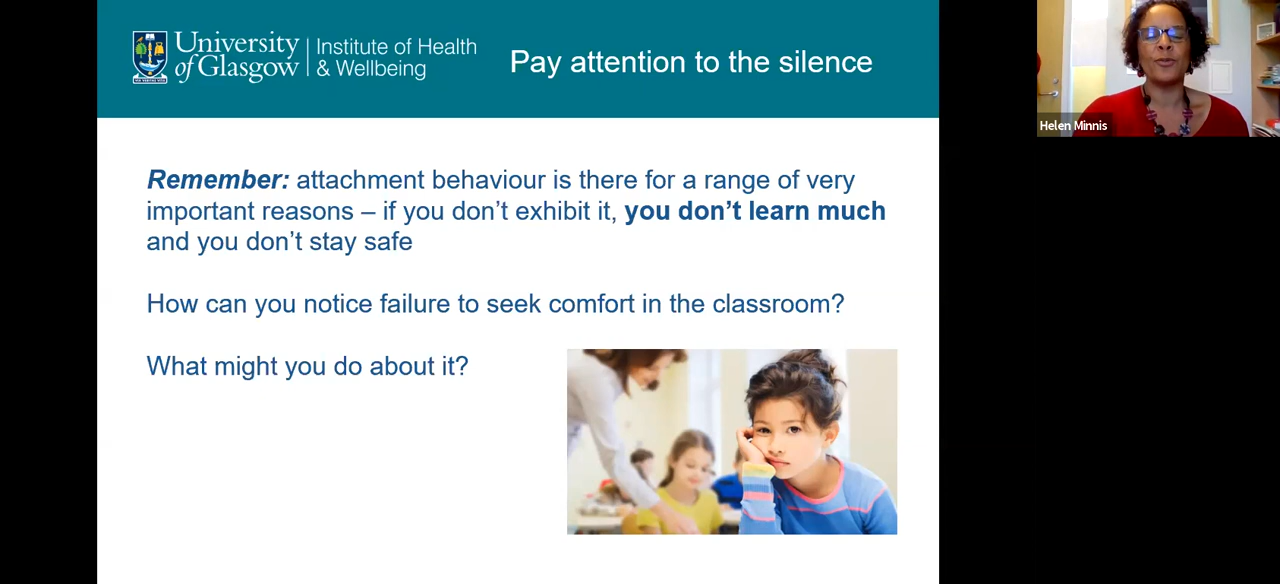 University
of Glasgow
Institute of Health
& Wellbeing
Pay attention to the silence
Remember: attachment behaviour is there for a range of very
important reasons – if you don’t exhibit it, you don’t learn much
and you don’t stay safe
How can you notice failure to seek comfort in the classroom?
What might you do about it?
Helen Minnis